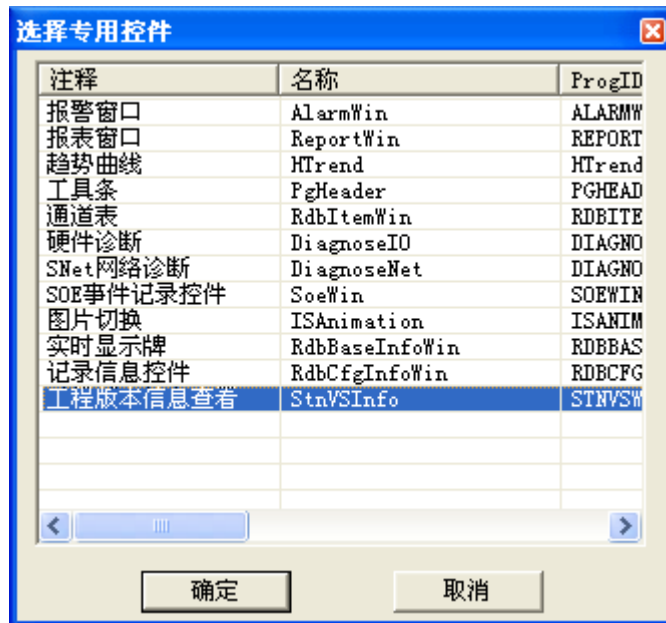 选择专用控件
注释 名称 ProgID
报警窗口 AlarmWin ALARMW
报表窗口 ReportWin REPORT
趋势曲线 HTrend HTrend
工具条 PgHeader PGHEAD
通道表 RdbItemWin RDBITE
硬件诊断 DiagnoseIO DIAGNO
SNet网络诊断 DiagnoseNet DIAGNO
SOE事件记录控件 SoeWin SOEWIN
图片切换 ISAnimation ISANIM
实时显示牌 RdbBaseInfoWin RDBBAS
记录信息控件 RdbCfgInfoWin RDBCFG
工程版本信息查看 StnVSInfo STNVSW
确定 取消